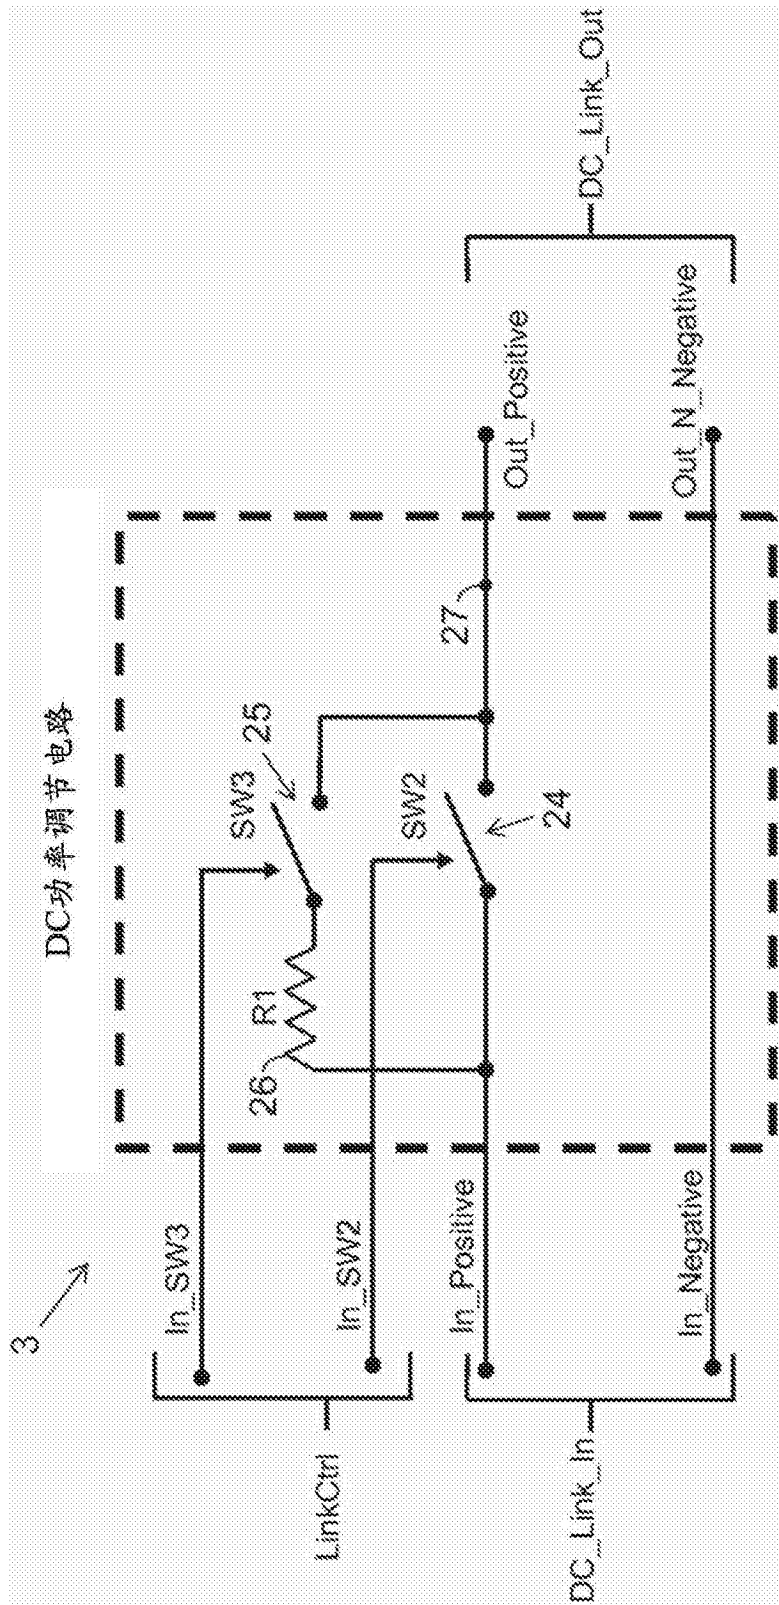 DC功率调节电路
3
LinkCtrl
In_SW3
In_SW2
SW3
25
R1
26
SW2
24
27
DC_Link_In
In_Positive
In_Negative
Out_Positive
Out_N_Negative
DC_Link_Out